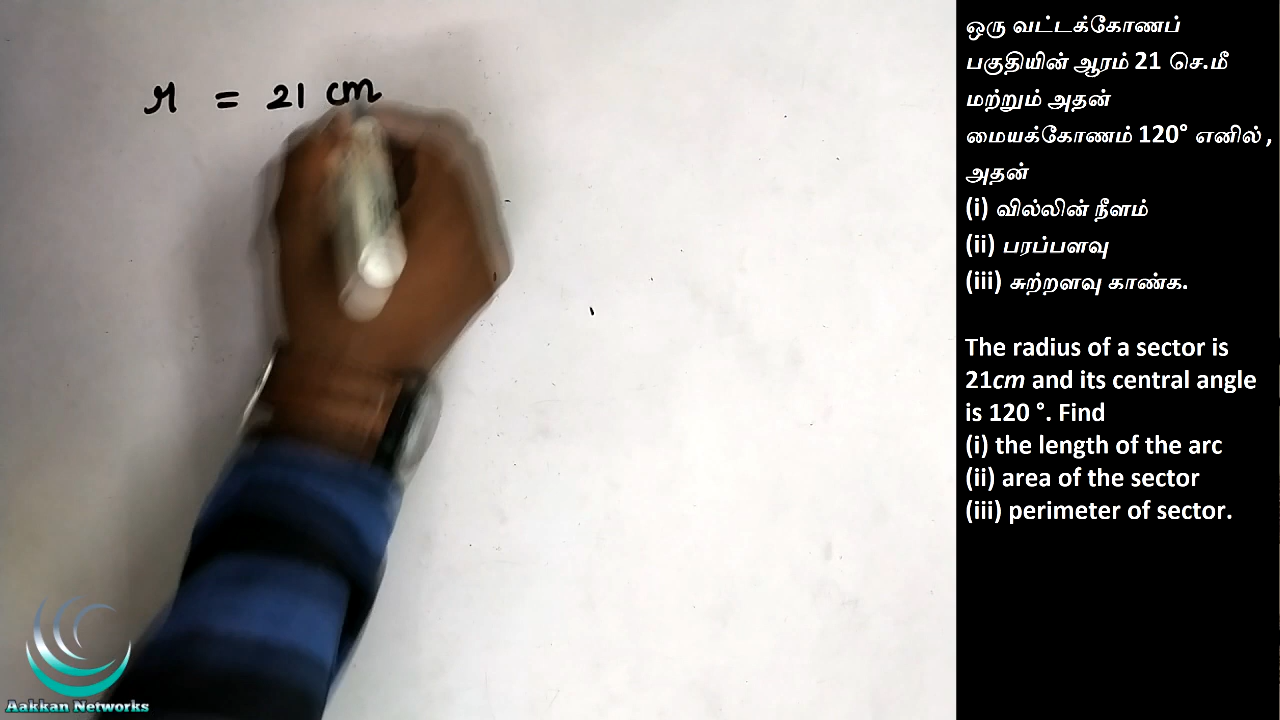 r = 21 cm
ஒரு வட்டக்கோணப்
பகுதியின் ஆரம் 21 செ.மீ
மற்றும் அதன்
மையக்கோணம் 120° எனில் ,
அதன்
(i) வில்லின் நீளம்
(ii) பரப்பளவு
(iii) சுற்றளவு காண்க.
The radius of a sector is
21cm and its central angle
is 120 °. Find
(i) the length of the arc
(ii) area of the sector
(iii) perimeter of sector.
Aakkan Networks